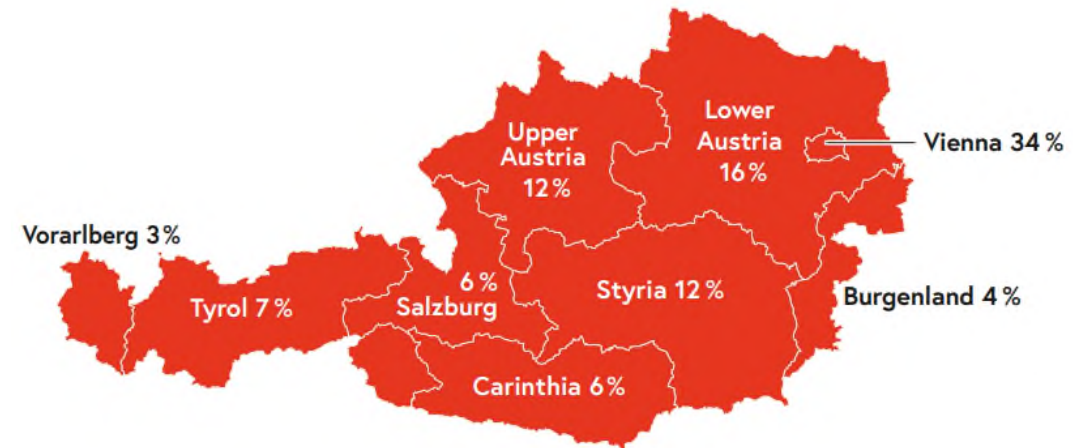 Lower
Austria
16 %
Upper
Austria
12 %
Vienna 34 %
Vorarlberg 3 %
Tyrol 7 %
6 %
Salzburg
Styria 12 %
Burgenland 4 %
Carinthia 6 %